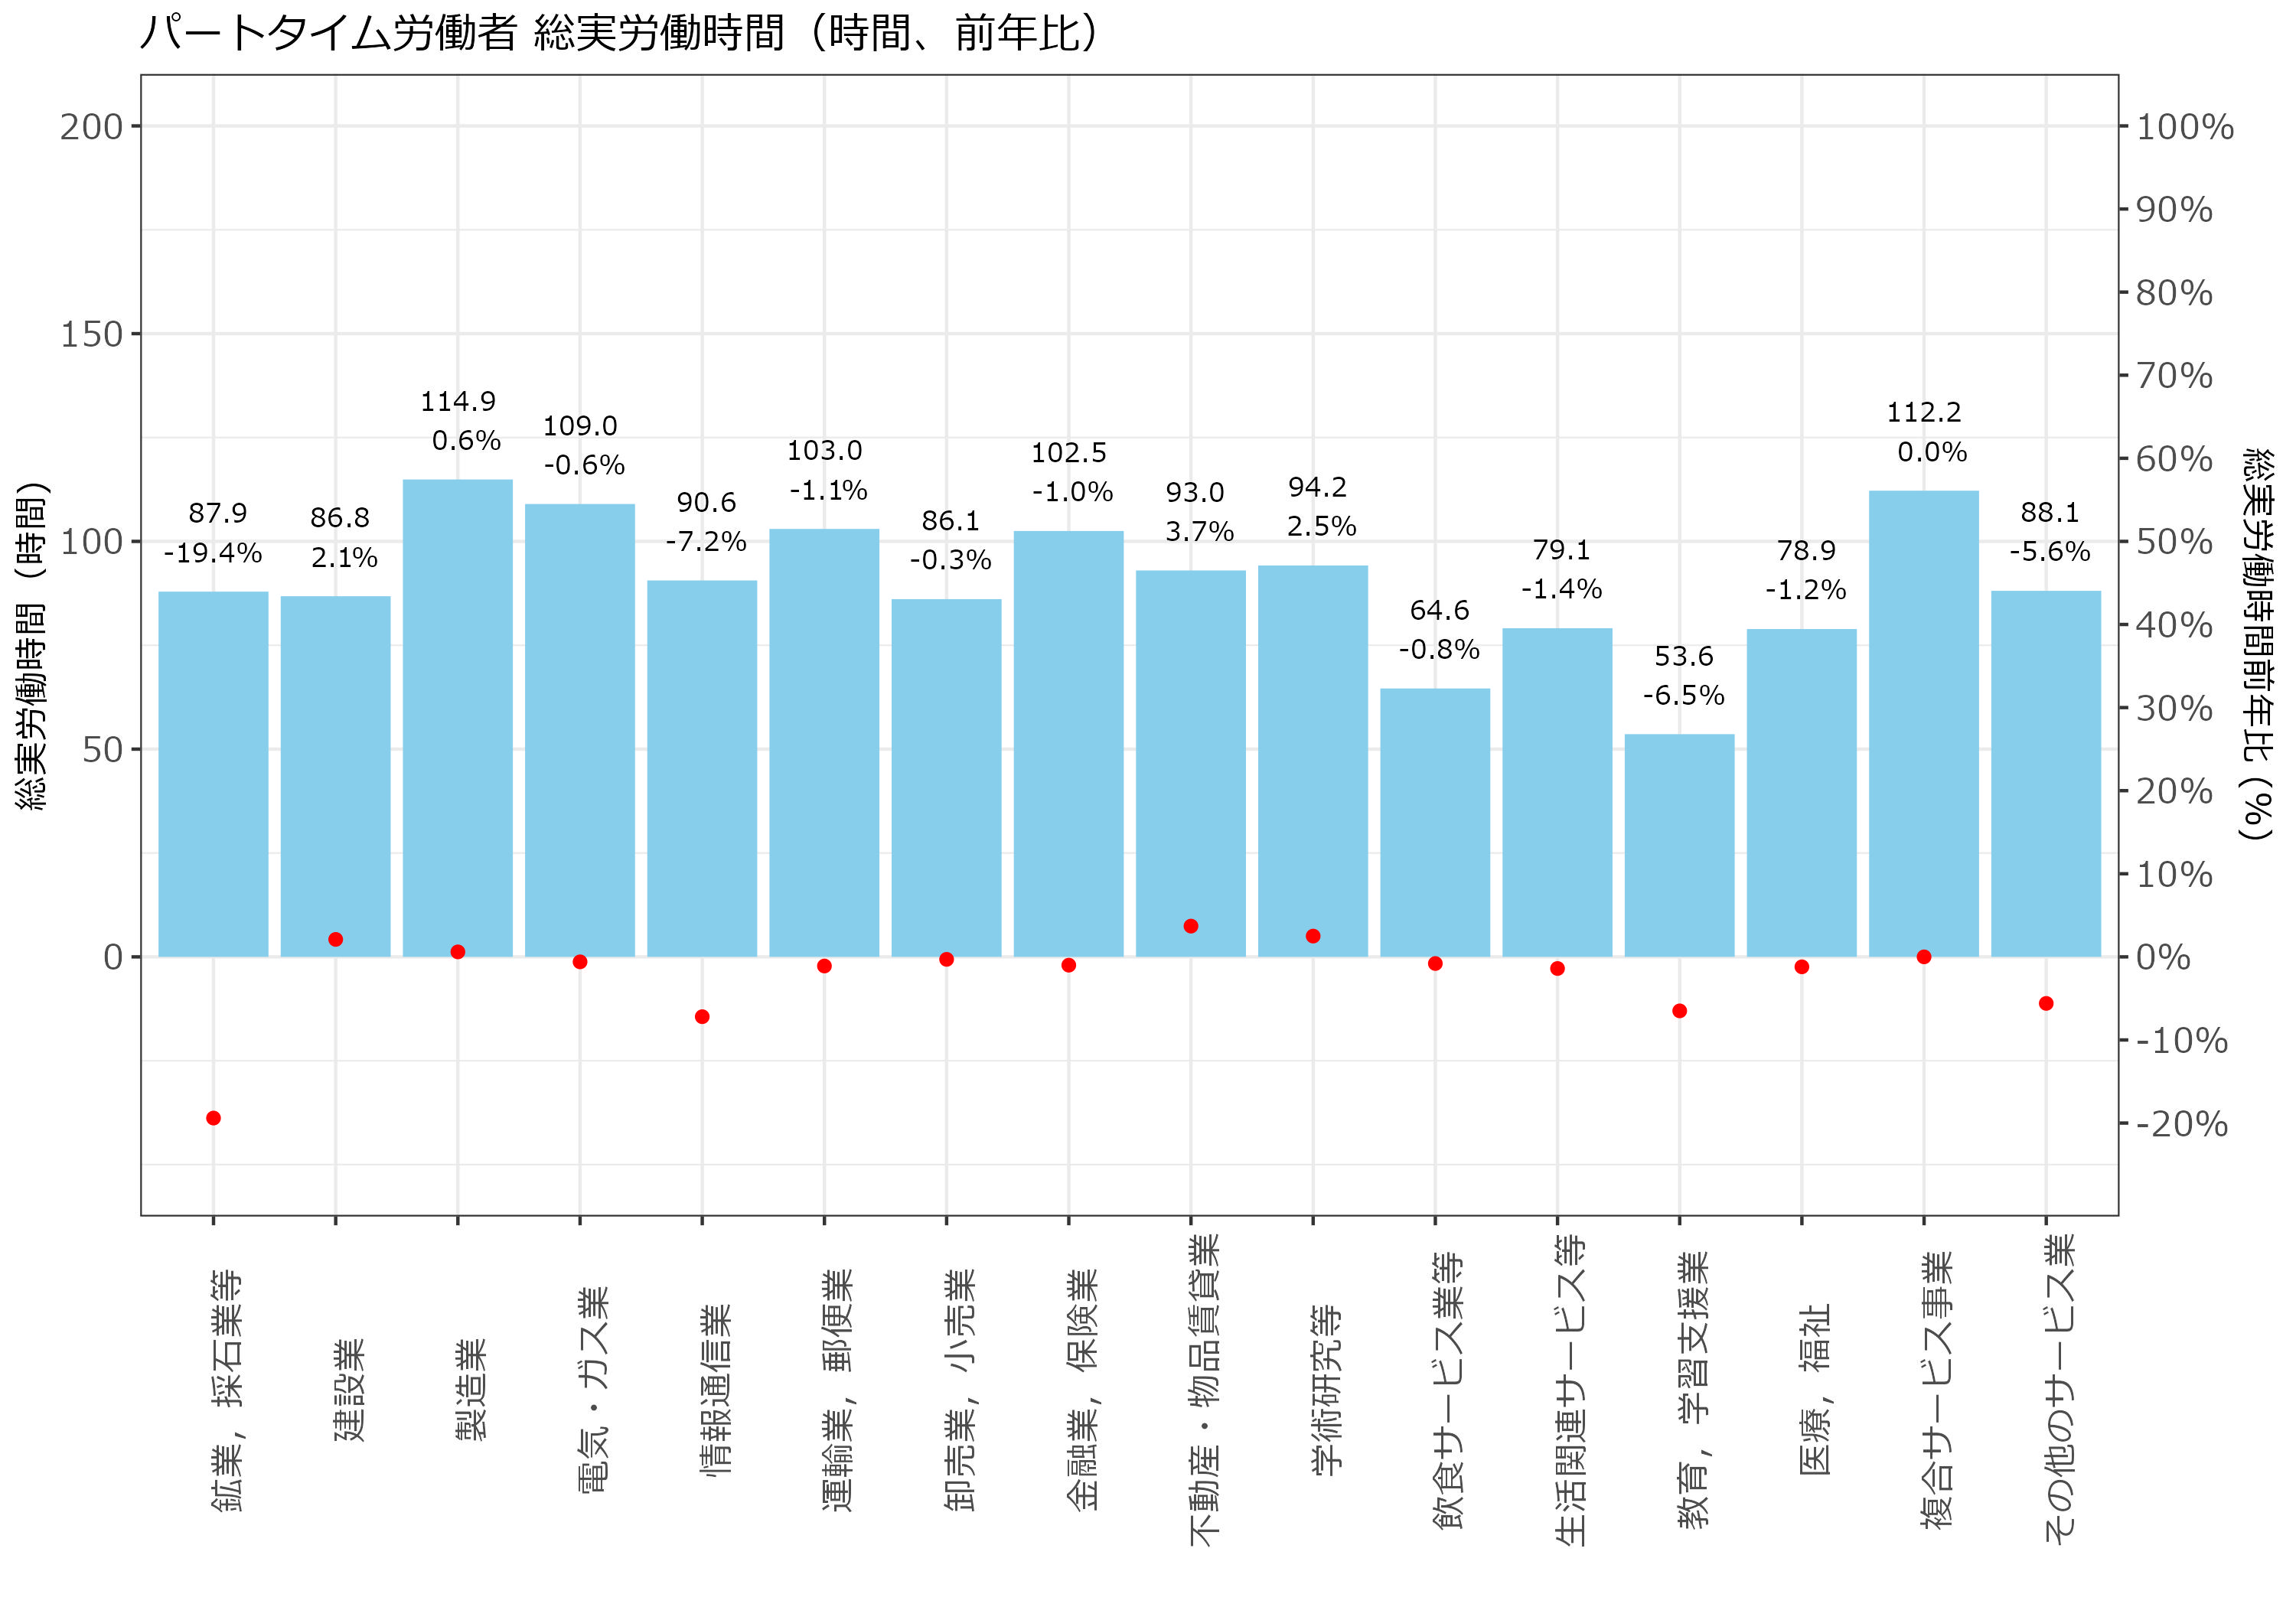 パートタイム労働者 総実労働時間（時間、前年比）
総実労働時間（時間）
200
150
100
50
0
87.9
-19.4%
86.8
2.1%
114.9
0.6%
109.0
-0.6%
90.6
-7.2%
103.0
-1.1%
86.1
-0.3%
102.5
-1.0%
93.0
3.7%
94.2
2.5%
64.6
-0.8%
79.1
-1.4%
53.6
-6.5%
78.9
-1.2%
112.2
0.0%
88.1
-5.6%
100%
90%
80%
70%
60%
50%
40%
30%
20%
10%
0%
-10%
-20%
総実労働時間前年比（%）
鉱業，採石業等
建設業
製造業
電気・ガス業
情報通信業
運輸業，郵便業
卸売業，小売業
金融業，保険業
不動産・物品賃貸業
学術研究等
飲食サービス業等
生活関連サービス等
教育，学習支援業
医療，福祉
複合サービス事業
その他のサービス業